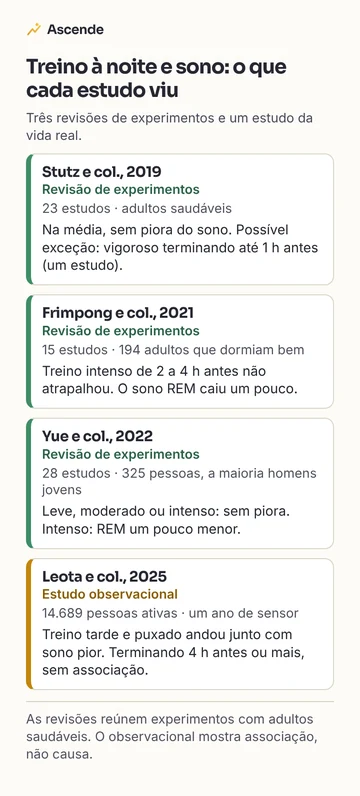 Ascende
Treino à noite e sono: o que
cada estudo viu
Três revisões de experimentos e um estudo da
vida real.
Stutz e col., 2019
Revisão de experimentos
23 estudos · adultos saudáveis
Na média, sem piora do sono. Possível
exceção: vigoroso terminando até 1 h antes
(um estudo).
Frimpong e col., 2021
Revisão de experimentos
15 estudos · 194 adultos que dormiam bem
Treino intenso de 2 a 4 h antes não
atrapalhou. O sono REM caiu um pouco.
Yue e col., 2022
Revisão de experimentos
28 estudos · 325 pessoas, a maioria homens
jovens
Leve, moderado ou intenso: sem piora.
Intenso: REM um pouco menor.
Leota e col., 2025
Estudo observacional
14.689 pessoas ativas · um ano de sensor
Treino tarde e puxado andou junto com
sono pior. Terminando 4 h antes ou mais,
sem associação.
As revisões reúnem experimentos com adultos
saudáveis. O observacional mostra associação,
não causa.